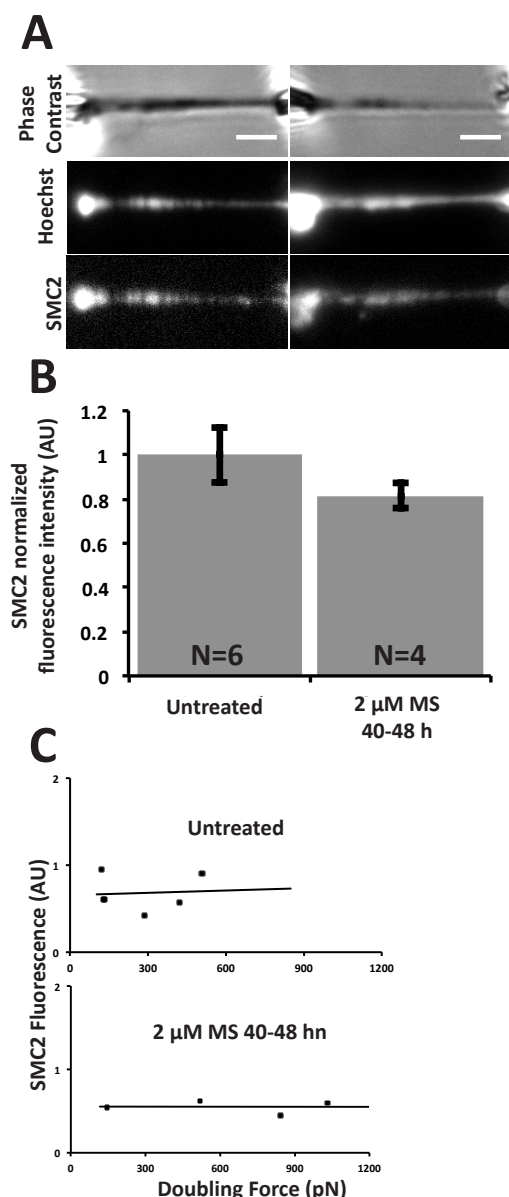 A
Phase
Contrast
Hoechst
SMC2
B
SMC2 normalized
fluorescence intensity (AU)
1.2
1
0.8
0.6
0.4
0.2
0
N=6
N=4
Untreated
2 µM MS
40-48 h
C
SMC2 Fluorescence (AU)
2
1
0
Untreated
0 300 600 900 1200
2
1
0
2 µM MS 40-48 hn
0 300 600 900 1200
Doubling Force (pN)